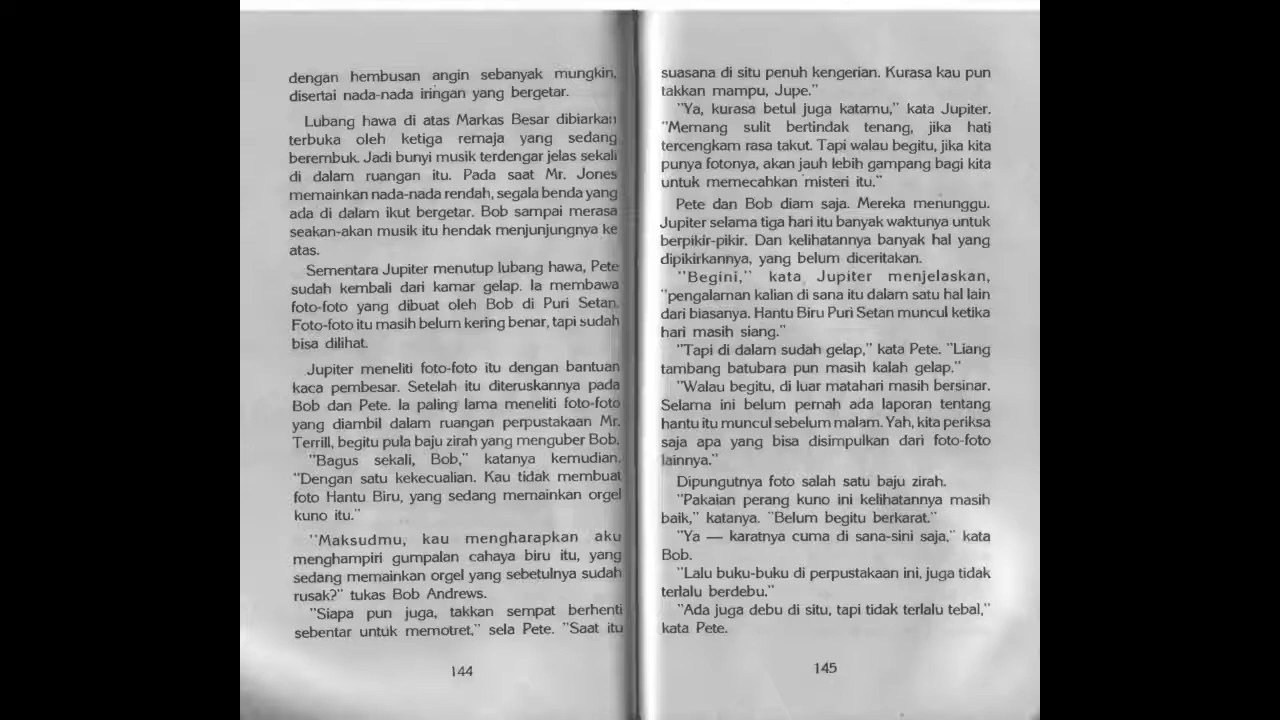 dengan hembusan angin sebanyak mungkin,
disertai nada-nada iringan yang bergetar.
Lubang hawa di atas Markas Besar dibiarkan
terbuka oleh ketiga remaja yang sedang
berembuk. Jadi bunyi musik terdengar jelas sekali
di dalam ruangan itu. Pada saat Mr. Jones
memainkan nada-nada rendah, segala benda yang
ada di dalam ikut bergetar. Bob sampai merasa
seakan-akan musik itu hendak menjunjungnya ke
atas.
Sementara Jupiter menutup lubang hawa, Pete
sudah kembali dari kamar gelap. Ia membawa
foto-foto yang dibuat oleh Bob di Puri Setan.
Foto-foto itu masih belum kering benar, tapi sudah
bisa dilihat.
Jupiter meneliti foto-foto itu dengan bantuan
kaca pembesar. Setelah itu diteruskannya pada
Bob dan Pete. Ia paling lama meneliti foto-foto
yang diambil dalam ruangan perpustakaan Mr.
Terrill, begitu pula baju zirah yang menguber Bob.
"Bagus sekali, Bob," katanya kemudian.
"Dengan satu kekecualian. Kau tidak membuat
foto Hantu Biru, yang sedang memainkan orgel
kuno itu."
"Maksudmu, kau mengharapkan aku
menghampiri gumpalan cahaya biru itu, yang
sedang memainkan orgel yang sebetulnya sudah
rusak?" tukas Bob Andrews.
"Siapa pun juga, takkan sempat berhenti
sebentar untuk memotret," sela Pete. "Saat itu
144
suasana di situ penuh kengerian. Kurasa kau pun
takkan mampu, Jupe."
"Ya, kurasa betul juga katamu," kata Jupiter.
"Memang sulit bertindak tenang, jika hati
tercengkam rasa takut. Tapi walau begitu, jika kita
punya fotonya, akan jauh lebih gampang bagi kita
untuk memecahkan misteri itu."
Pete dan Bob diam saja. Mereka menunggu.
Jupiter selama tiga hari itu banyak waktunya untuk
berpikir-pikir. Dan kelihatannya banyak hal yang
dipikirkannya, yang belum diceritakan.
"Begini," kata Jupiter menjelaskan,
"pengalaman kalian di sana itu dalam satu hal lain
dari biasanya. Hantu Biru Puri Setan muncul ketika
hari masih siang."
"Tapi di dalam sudah gelap," kata Pete. "Liang
tambang batubara pun masih kalah gelap."
"Walau begitu, di luar matahari masih bersinar.
Selama ini belum pernah ada laporan tentang
hantu itu muncul sebelum malam. Yah, kita periksa
saja apa yang bisa disimpulkan dari foto-foto
lainnya."
Dipungutnya foto salah satu baju zirah.
"Pakaian perang kuno ini kelihatannya masih
baik," katanya. "Belum begitu berkarat."
"Ya — karatnya cuma di sana-sini saja," kata
Bob.
"Lalu buku-buku di perpustakaan ini, juga tidak
terlalu berdebu."
"Ada juga debu di situ, tapi tidak terlalu tebal,"
kata Pete.
145